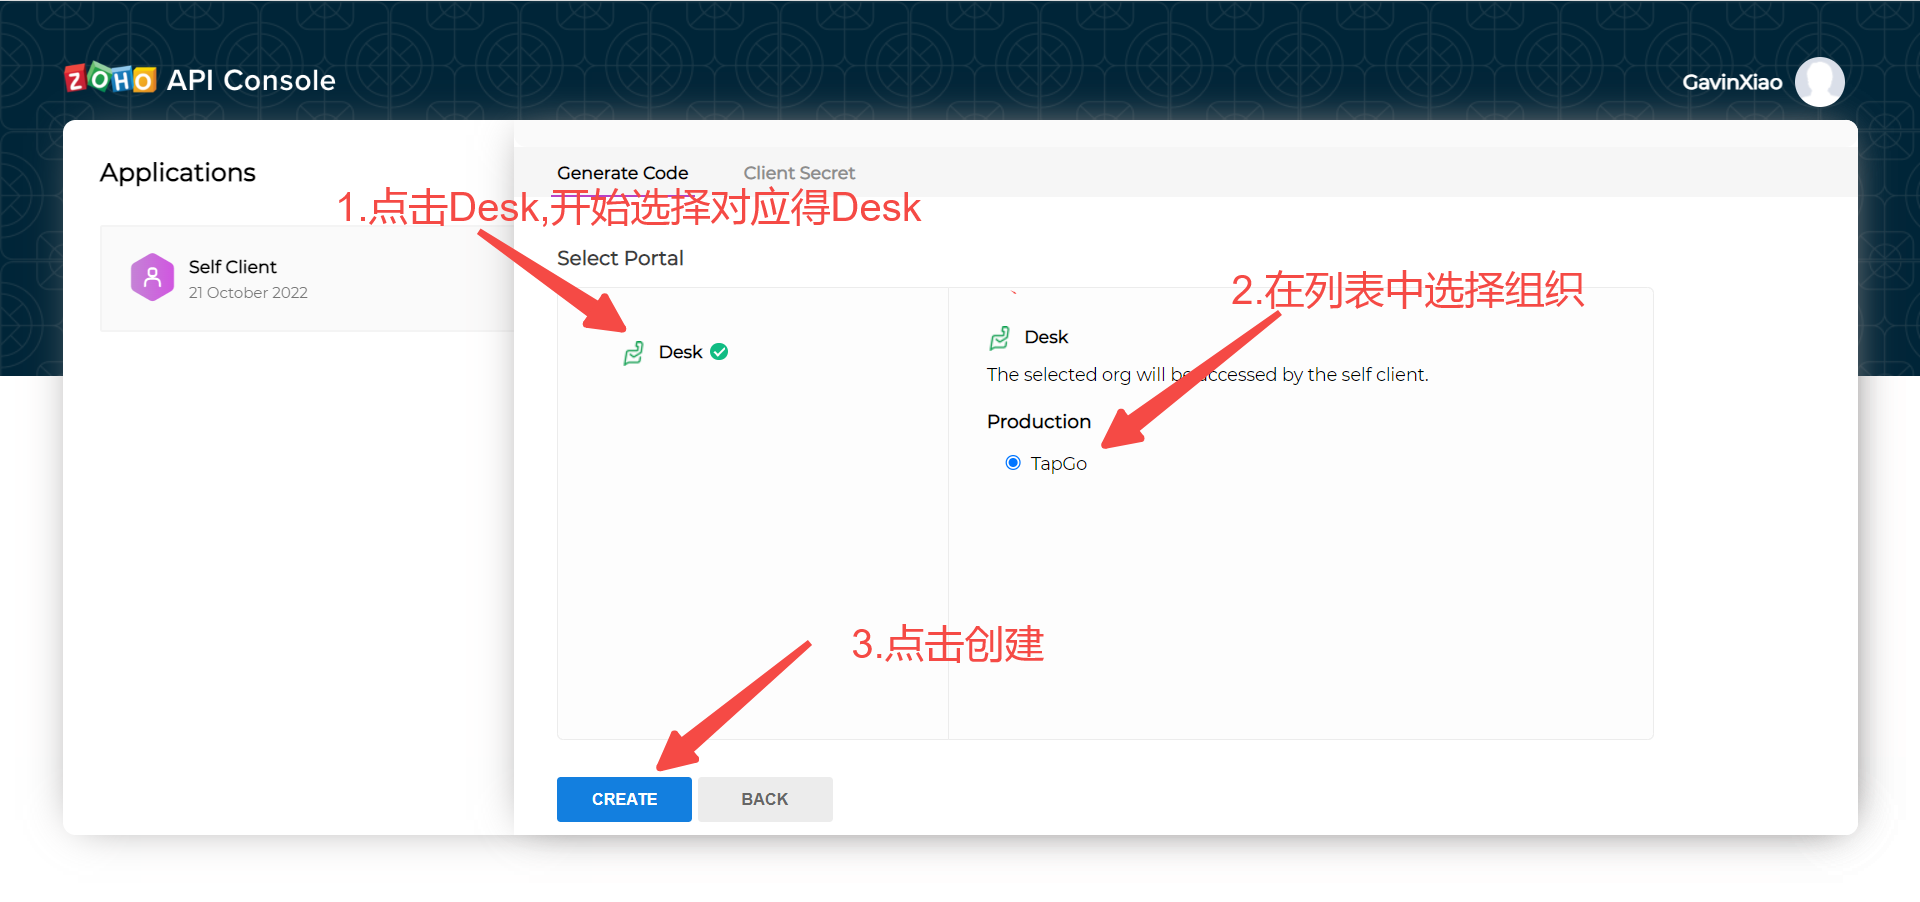 ZOHO API Console
GavinXiao
Applications
Self Client
21 October 2022
Generate Code
Client Secret
1.点击Desk,开始选择对应得Desk
Select Portal
Desk
2.在列表中选择组织
Desk
The selected org will be accessed by the self client.
Production
TapGo
3.点击创建
CREATE
BACK